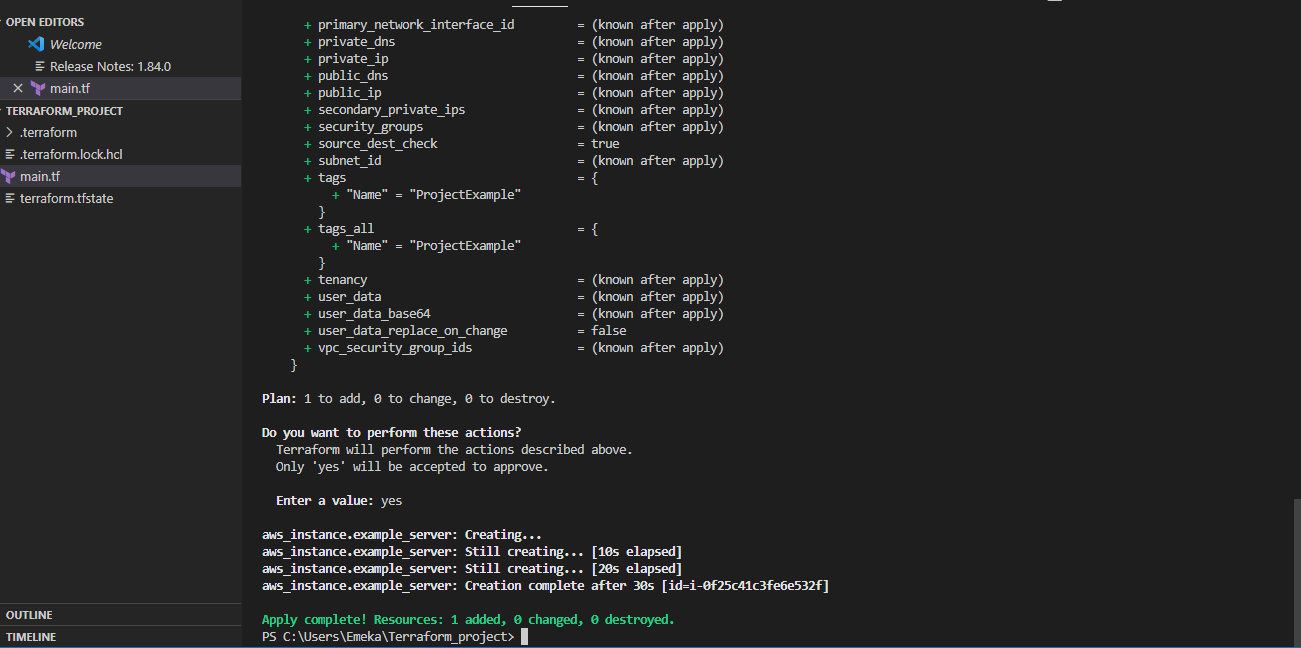 OPEN EDITORS
Welcome
Release Notes: 1.84.0
main.tf
TERRAFORM_PROJECT
.terraform
.terraform.lock.hcl
main.tf
terraform.tfstate
OUTLINE
TIMELINE
+ primary_network_interface_id = (known after apply)
+ private_dns = (known after apply)
+ private_ip = (known after apply)
+ public_dns = (known after apply)
+ public_ip = (known after apply)
+ secondary_private_ips = (known after apply)
+ security_groups = (known after apply)
+ source_dest_check = true
+ subnet_id = (known after apply)
+ tags = {
+ "Name" = "ProjectExample"
}
+ tags_all = {
+ "Name" = "ProjectExample"
}
+ tenancy = (known after apply)
+ user_data = (known after apply)
+ user_data_base64 = (known after apply)
+ user_data_replace_on_change = false
+ vpc_security_group_ids = (known after apply)
}
Plan: 1 to add, 0 to change, 0 to destroy.
Do you want to perform these actions?
Terraform will perform the actions described above.
Only 'yes' will be accepted to approve.
Enter a value: yes
aws_instance.example_server: Creating...
aws_instance.example_server: Still creating... [10s elapsed]
aws_instance.example_server: Still creating... [20s elapsed]
aws_instance.example_server: Creation complete after 30s [id=i-0f25c41c3fe6e532f]
Apply complete! Resources: 1 added, 0 changed, 0 destroyed.
PS C:\Users\Emeka\Terraform_project>